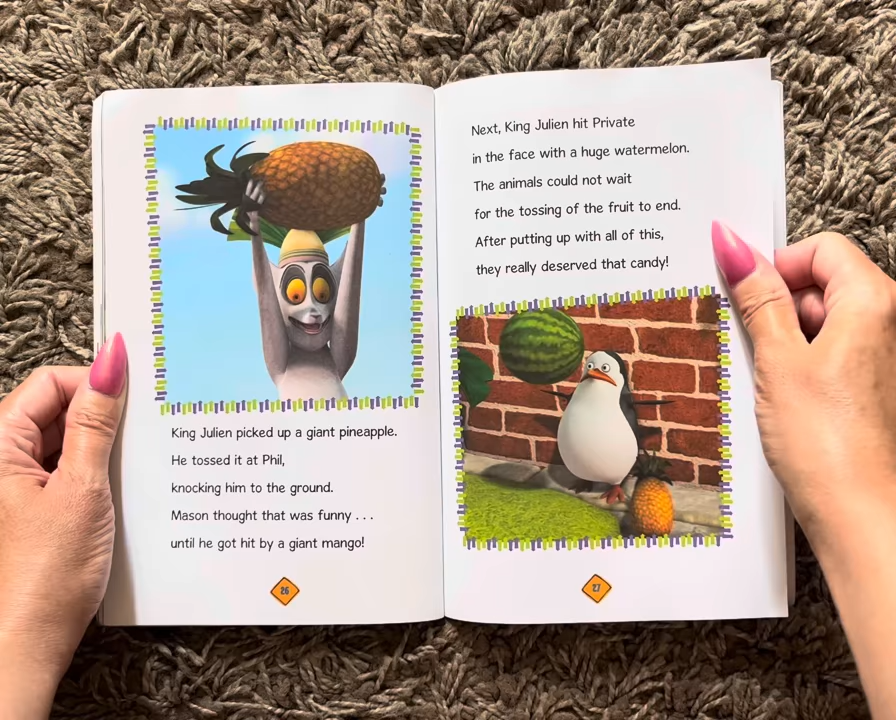 King Julien picked up a giant pineapple.
He tossed it at Phil,
knocking him to the ground.
Mason thought that was funny . . .
until he got hit by a giant mango!
26
Next, King Julien hit Private
in the face with a huge watermelon.
The animals could not wait
for the tossing of the fruit to end.
After putting up with all of this,
they really deserved that candy!
27